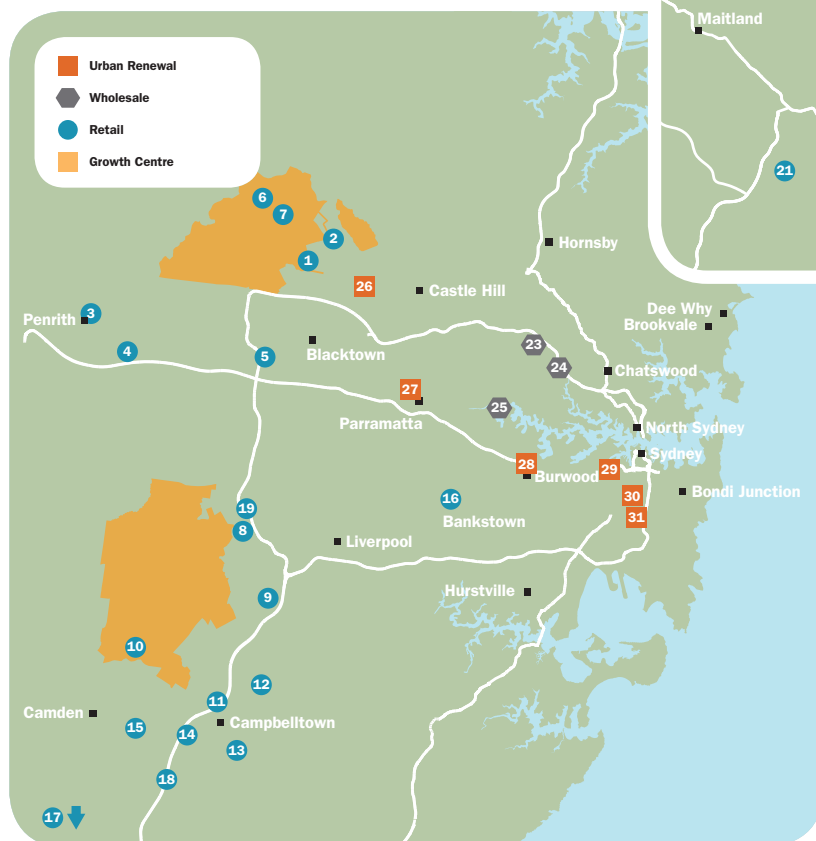 Maitland
Urban Renewal
Wholesale
Retail
Growth Centre
21
6
7
2
1
Hornsby
26
Castle Hill
3
Penrith
Dee Why
Brookvale
4
5
Blacktown
23
24
Chatswood
27
Parramatta
25
North Sydney
Sydney
28
Burwood
29
16
Bankstown
30
Bondi Junction
31
19
8
Liverpool
9
Hurstville
10
12
11
Camden
15
14
Campbelltown
13
18
17